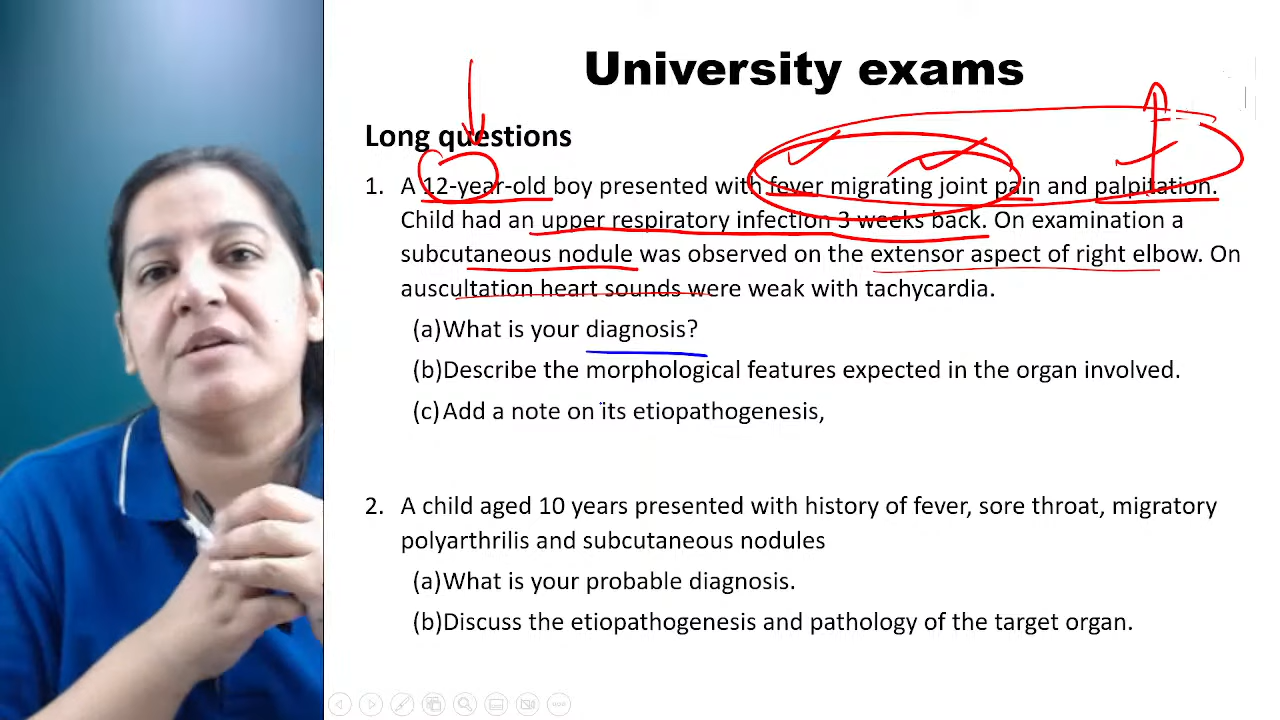 University exams
Long questions
1. A 12-year-old boy presented with fever migrating joint pain and palpitation.
Child had an upper respiratory infection 3 weeks back. On examination a
subcutaneous nodule was observed on the extensor aspect of right elbow. On
auscultation heart sounds were weak with tachycardia.
(a) What is your diagnosis?
(b) Describe the morphological features expected in the organ involved.
(c) Add a note on its etiopathogenesis,
2. A child aged 10 years presented with history of fever, sore throat, migratory
polyarthrilis and subcutaneous nodules
(a) What is your probable diagnosis.
(b) Discuss the etiopathogenesis and pathology of the target organ.